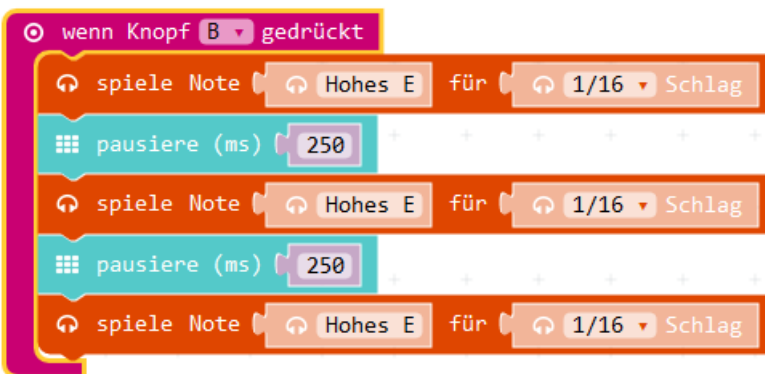 wenn Knopf B gedrückt
spiele Note Hohes E für 1/16 Schlag
pausiere (ms) 250
spiele Note Hohes E für 1/16 Schlag
pausiere (ms) 250
spiele Note Hohes E für 1/16 Schlag